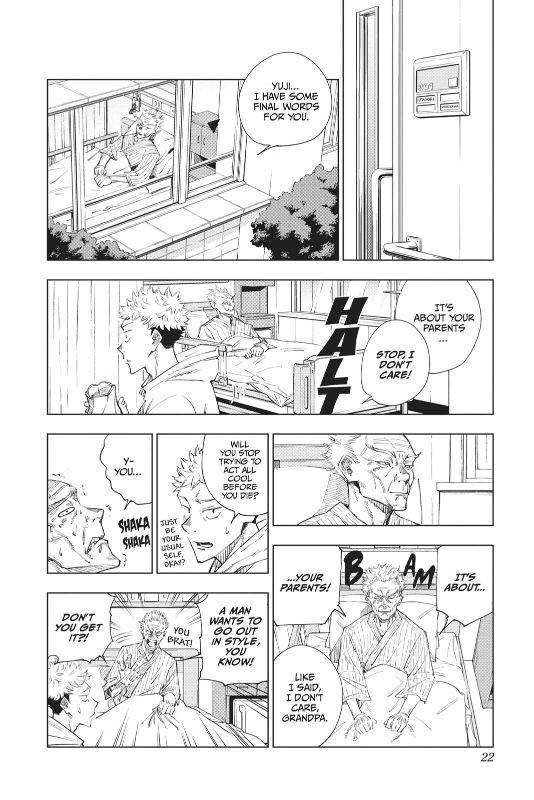 ITADORI
YUJI...
I HAVE SOME
FINAL WORDS
FOR YOU.
IT'S
ABOUT YOUR
PARENTS
...
STOP, I
DON'T
CARE!
HALT
WILL
YOU STOP
TRYING TO
ACT ALL
COOL
BEFORE
YOU DIE?
JUST
BE
YOUR
USUAL
SELF,
OKAY?
Y-
YOU...
SHAKA
SHAKA
IT'S
ABOUT...
BAM
...YOUR
PARENTS!
LIKE
I SAID,
I DON'T
CARE,
GRANDPA.
A MAN
WANTS TO
GO OUT
IN STYLE,
YOU
KNOW!
YOU
BRAT!
DON'T
YOU GET
IT?!
22